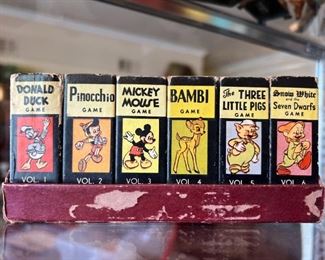 DONALD
DUCK
GAME
VOL. 1
Pinocchio
GAME
VOL. 2
MICKEY
MOUSE
GAME
VOL. 3
BAMBI
GAME
VOL. 4
The THREE
LITTLE PIGS
GAME
VOL. 5
Snow White
and the
Seven Dwarfs
GAME
VOL. 6